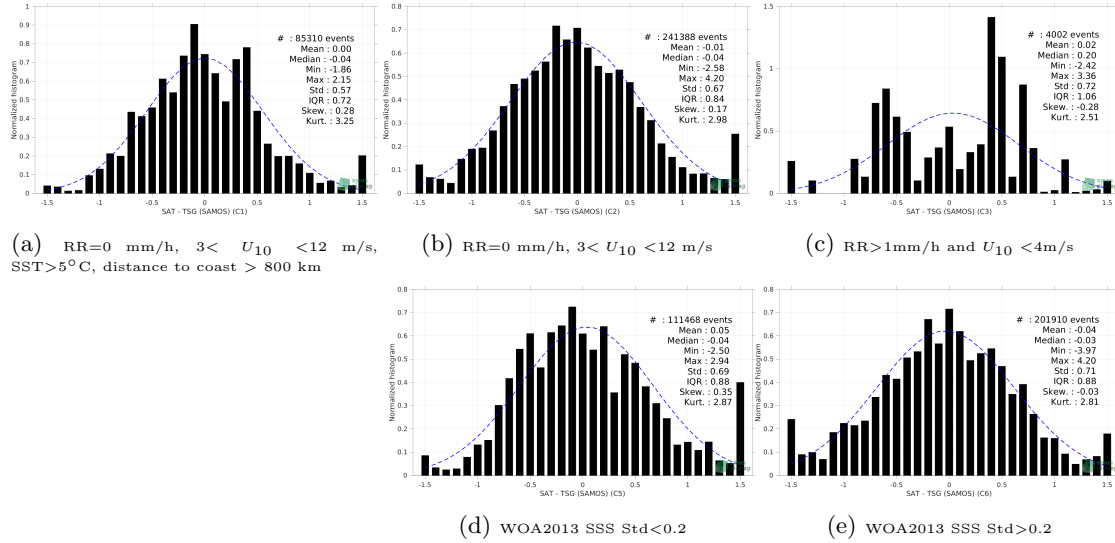 1
0.9
0.8
0.7
0.6
0.5
0.4
0.3
0.2
0.1
0
Normalized histogram
# : 85310 events
Mean : 0.00
Median : -0.04
Min : -1.86
Max : 2.15
Std : 0.57
IQR : 0.72
Skew. : 0.28
Kurt. : 3.25
-1.5 -1 -0.5 0 0.5 1 1.5
SAT - TSG (SAMOS) (C1)
(a) RR=0 mm/h, 3< U10 <12 m/s,
SST>5°C, distance to coast > 800 km
0.8
0.7
0.6
0.5
0.4
0.3
0.2
0.1
0
Normalized histogram
# : 241388 events
Mean : -0.01
Median : -0.04
Min : -2.58
Max : 4.20
Std : 0.67
IQR : 0.84
Skew. : 0.17
Kurt. : 2.98
-1.5 -1 -0.5 0 0.5 1 1.5
SAT - TSG (SAMOS) (C2)
(b) RR=0 mm/h, 3< U10 <12 m/s
1.5
1
0.5
0
Normalized histogram
# : 4002 events
Mean : 0.02
Median : 0.20
Min : -2.42
Max : 3.36
Std : 0.72
IQR : 1.06
Skew. : -0.28
Kurt. : 2.51
-1.5 -1 -0.5 0 0.5 1 1.5
SAT - TSG (SAMOS) (C3)
(c) RR>1mm/h and U10 <4m/s
0.8
0.7
0.6
0.5
0.4
0.3
0.2
0.1
0
Normalized histogram
# : 111468 events
Mean : 0.05
Median : -0.04
Min : -2.50
Max : 2.94
Std : 0.69
IQR : 0.88
Skew. : 0.35
Kurt. : 2.87
-1.5 -1 -0.5 0 0.5 1 1.5
SAT - TSG (SAMOS) (C5)
(d) WOA2013 SSS Std<0.2
0.8
0.7
0.6
0.5
0.4
0.3
0.2
0.1
0
Normalized histogram
# : 201910 events
Mean : -0.04
Median : -0.03
Min : -3.97
Max : 4.20
Std : 0.71
IQR : 0.88
Skew. : -0.03
Kurt. : 2.81
-1.5 -1 -0.5 0 0.5 1 1.5
SAT - TSG (SAMOS) (C6)
(e) WOA2013 SSS Std>0.2